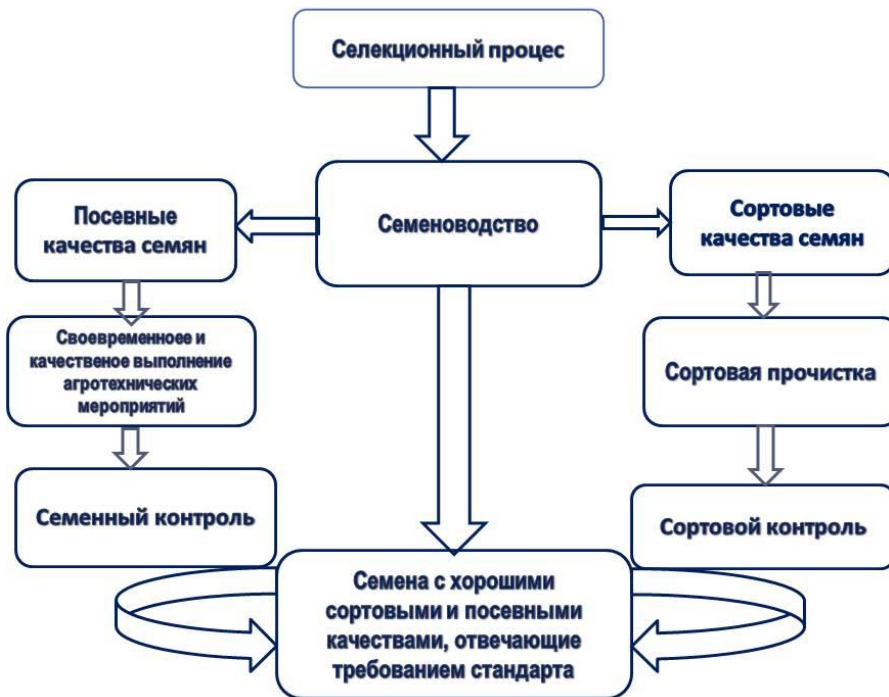 Селекционный процес
Семеноводство
Посевные
качества семян
Сортовые
качества семян
Своевременноее и
качественое выполнение
агротехнических
мероприятий
Сортовая прочистка
Семенный контроль
Сортовой контроль
Семена с хорошими
сортовыми и посевными
качествами, отвечающие
требованием стандарта